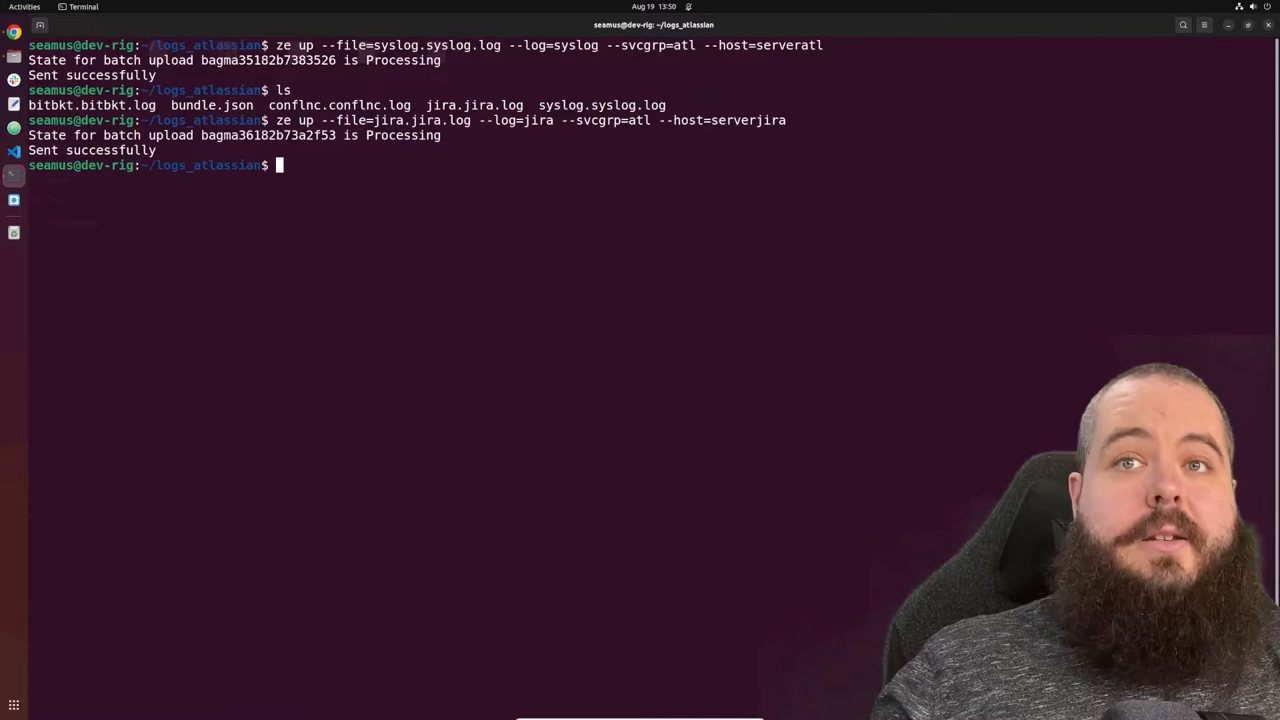 Activities Terminal Aug 19 13:50
seamus@dev-rig: ~/logs_atlassian
seamus@dev-rig:~/logs_atlassian$ ze up --file=syslog.syslog.log --log=syslog --svcgrp=atl --host=serveratl
State for batch upload bagma35182b7383526 is Processing
Sent successfully
seamus@dev-rig:~/logs_atlassian$ ls
bitbkt.bitbkt.log bundle.json conflnc.conflnc.log jira.jira.log syslog.syslog.log
seamus@dev-rig:~/logs_atlassian$ ze up --file=jira.jira.log --log=jira --svcgrp=atl --host=serverjira
State for batch upload bagma36182b73a2f53 is Processing
Sent successfully
seamus@dev-rig:~/logs_atlassian$